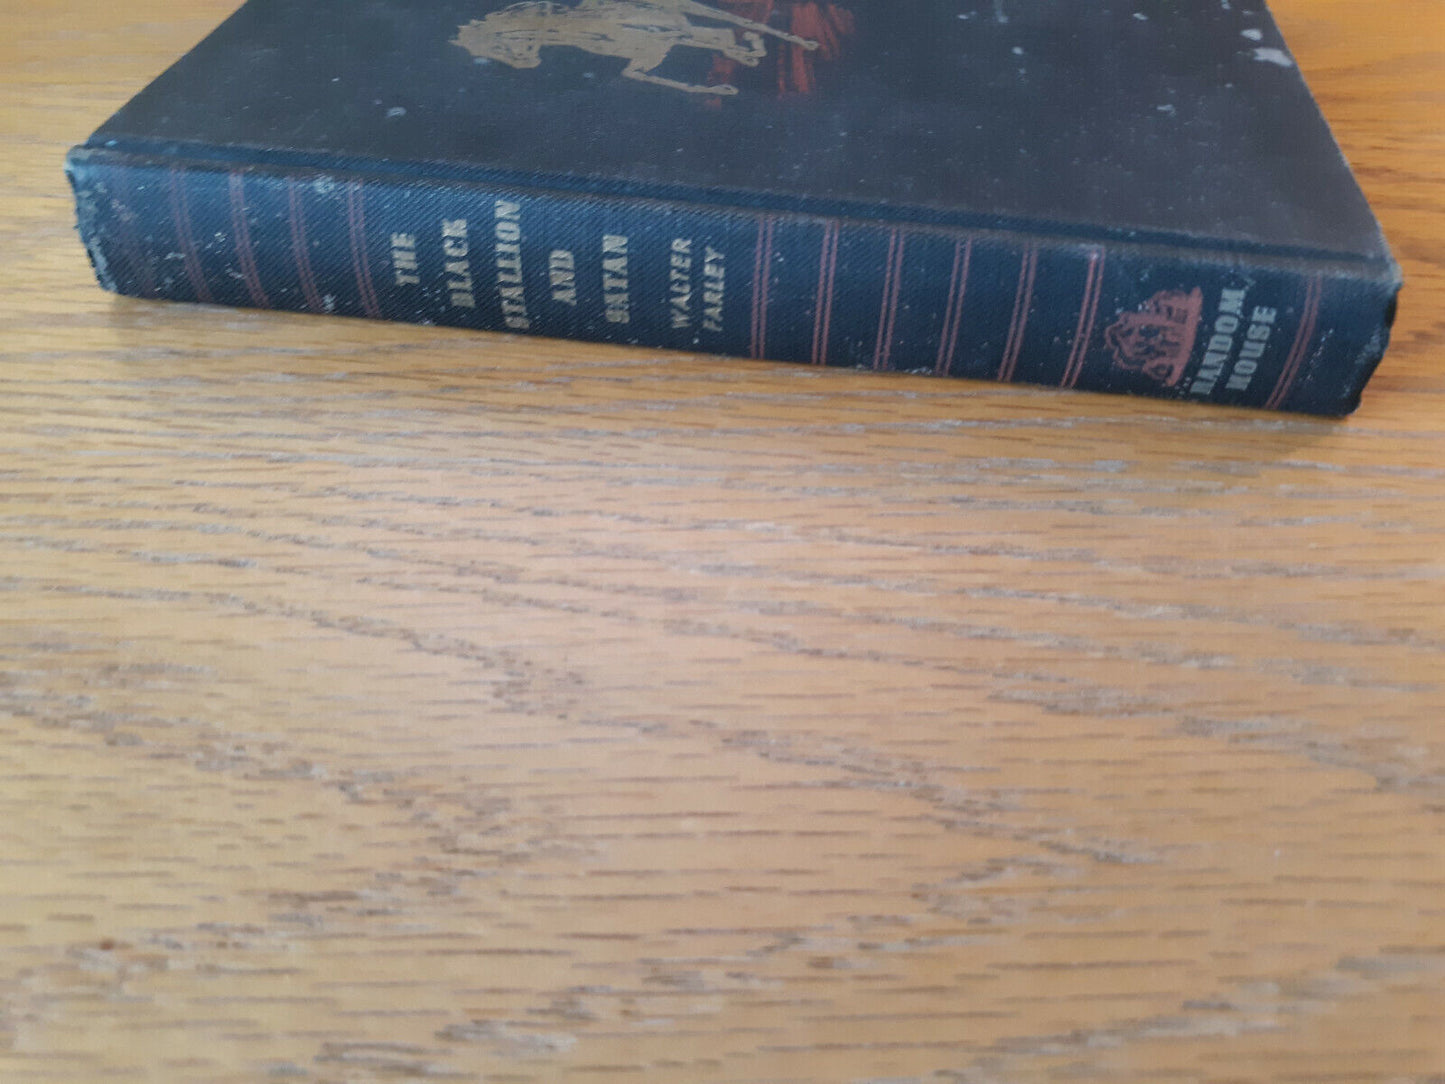 THE
BLACK
STALLION
AND
SATAN
WALTER
FARLEY
RANDOM
HOUSE